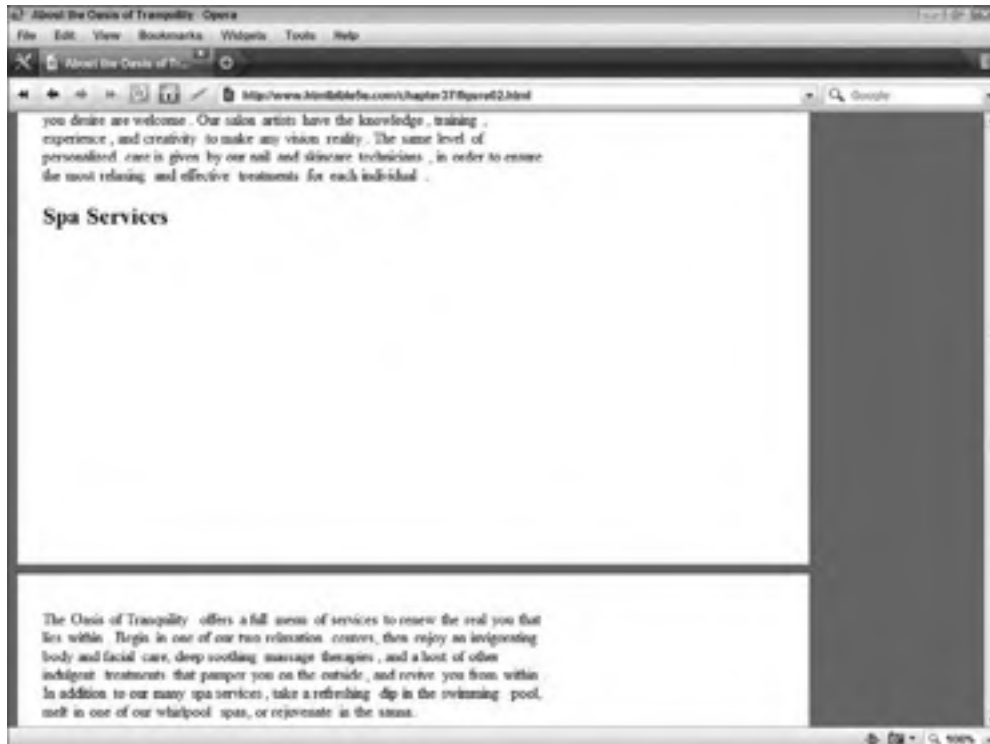 About the Oasis of Tranquility - Opera
File Edit View Bookmarks Widgets Tools Help
About the Oasis of Tr...
http://www.htmlbible5e.com/chapter37/figure02.html
Google
you desire are welcome . Our salon artists have the knowledge , training ,
experience , and creativity to make any vision reality . The same level of
personalized care is given by our nail and skincare technicians , in order to ensure
the most relaxing and effective treatments for each individual .
Spa Services
The Oasis of Tranquility offers a full menu of services to renew the real you that
lies within . Begin in one of our two relaxation centers, then enjoy an invigorating
body and facial care, deep soothing massage therapies , and a host of other
indulgent treatments that pamper you on the outside , and revive you from within .
In addition to our many spa services , take a refreshing dip in the swimming pool,
melt in one of our whirlpool spas, or rejuvenate in the sauna.
100%